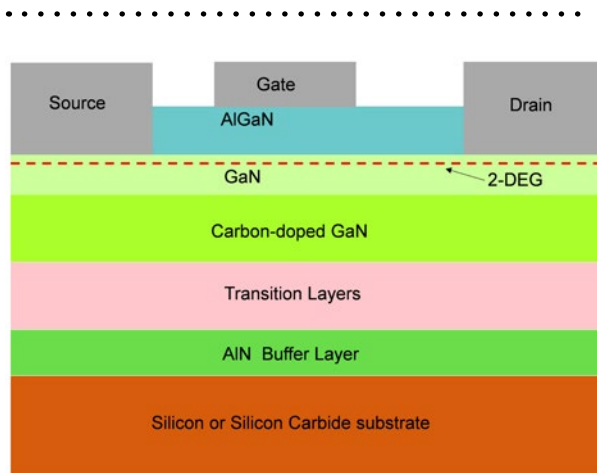 Gate
Source
Drain
AlGaN
GaN
2-DEG
Carbon-doped GaN
Transition Layers
AlN Buffer Layer
Silicon or Silicon Carbide substrate